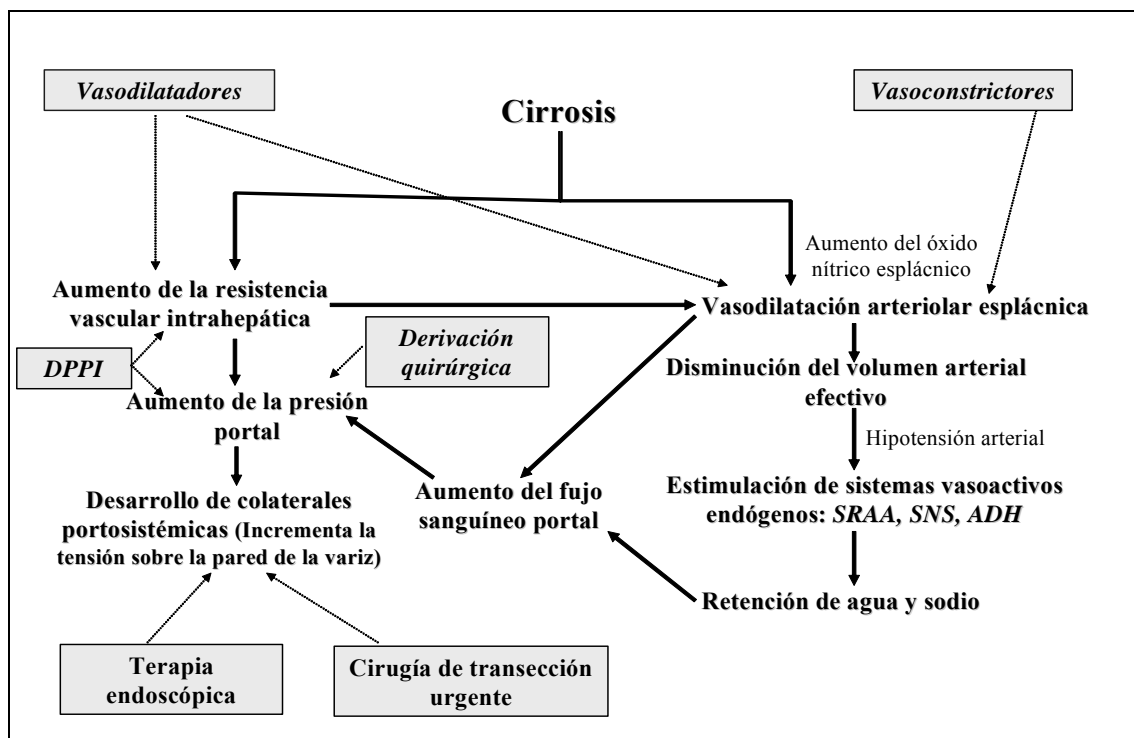 Vasodilatadores
Vasoconstrictores
Cirrosis
Aumento del óxido
nítrico esplácnico
Aumento de la resistencia
vascular intrahepática
Vasodilatación arteriolar esplácnica
DPPI
Derivación
quirúrgica
Disminución del volumen arterial
efectivo
Aumento de la presión
portal
Hipotensión arterial
Desarrollo de colaterales
portosistémicas (Incrementa la
tensión sobre la pared de la variz)
Aumento del fujo
sanguíneo portal
Estimulación de sistemas vasoactivos
endógenos: SRAA, SNS, ADH
Retención de agua y sodio
Terapia
endoscópica
Cirugía de transección
urgente